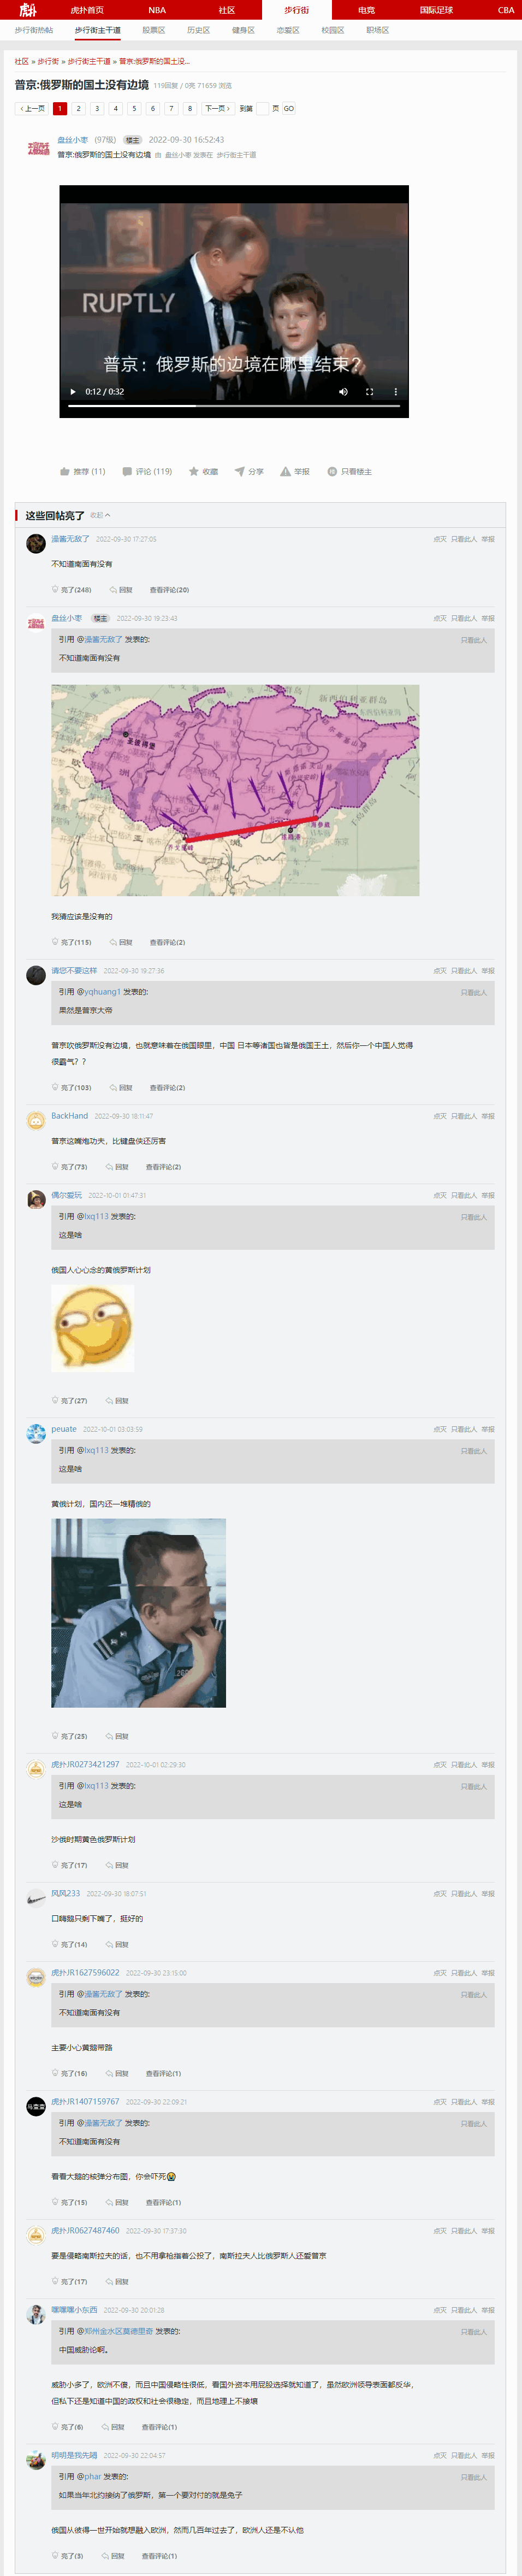 虎扑 虎扑首页 NBA 社区 步行街 电竞 国际足球 CBA
步行街热帖 步行街主干道 股票区 历史区 健身区 恋爱区 校园区 职场区
社区 » 步行街 » 步行街主干道 » 普京:俄罗斯的国土没...
普京:俄罗斯的国土没有边境 119回复 / 0亮 71659 浏览
‹ 上一页 1 2 3 4 5 6 7 8 下一页 › 到第 页 GO
盘丝小枣 (97级) 楼主 2022-09-30 16:52:43
普京:俄罗斯的国土没有边境 由 盘丝小枣 发表在 步行街主干道
RUPTLY
普京：俄罗斯的边境在哪里结束？
0:12 / 0:32
推荐 (11) 评论 (119) 收藏 分享 举报 只看楼主
这些回帖亮了 收起
澡酱无敌了 2022-09-30 17:27:05 点灭 只看此人 举报
不知道南面有没有
亮了(248) 回复 查看评论(20)
盘丝小枣 楼主 2022-09-30 19:23:43 点灭 只看此人 举报
引用 @澡酱无敌了 发表的: 只看此人
不知道南面有没有
我猜应该是没有的
亮了(115) 回复 查看评论(2)
请您不要这样 2022-09-30 19:27:36 点灭 只看此人 举报
引用 @yqhuang1 发表的: 只看此人
果然是普京大帝
普京吹俄罗斯没有边境，也就意味着在俄国眼里，中国 日本等诸国也皆是俄国王土，然后你一个中国人觉得
很霸气？？
亮了(103) 回复 查看评论(2)
BackHand 2022-09-30 18:11:47 点灭 只看此人 举报
普京这嘴炮功夫，比键盘侠还厉害
亮了(73) 回复 查看评论(2)
偶尔爱玩 2022-10-01 01:47:31 点灭 只看此人 举报
引用 @lxq113 发表的: 只看此人
这是啥
俄国人心心念的黄俄罗斯计划
亮了(27) 回复
peuate 2022-10-01 03:03:59 点灭 只看此人 举报
引用 @lxq113 发表的: 只看此人
这是啥
黄俄计划，国内还一堆精俄的
亮了(25) 回复
虎扑JR0273421297 2022-10-01 02:29:30 点灭 只看此人 举报
引用 @lxq113 发表的: 只看此人
这是啥
沙俄时期黄色俄罗斯计划
亮了(17) 回复
风风233 2022-09-30 18:07:51 点灭 只看此人 举报
口嗨鹅只剩下嘴了，挺好的
亮了(14) 回复
虎扑JR1627596022 2022-09-30 23:15:00 点灭 只看此人 举报
引用 @澡酱无敌了 发表的: 只看此人
不知道南面有没有
主要小心黄鹅带路
亮了(16) 回复 查看评论(1)
虎扑JR1407159767 2022-09-30 22:09:21 点灭 只看此人 举报
引用 @澡酱无敌了 发表的: 只看此人
不知道南面有没有
看看大鹅的核弹分布图，你会吓死😭
亮了(15) 回复 查看评论(1)
虎扑JR0627487460 2022-09-30 17:37:30 点灭 只看此人 举报
要是侵略南斯拉夫的话，也不用拿枪指着公投了，南斯拉夫人比俄罗斯人还爱普京
亮了(17) 回复
嘿嘿嘿小东西 2022-09-30 20:01:28 点灭 只看此人 举报
引用 @郑州金水区莫德里奇 发表的: 只看此人
中国威胁论啊。
威胁小多了，欧洲不傻，而且中国侵略性很低，看国外资本用屁股选择就知道了，虽然欧洲领导表面都反华，
但私下还是知道中国的政权和社会很稳定，而且地理上不接壤
亮了(6) 回复 查看评论(1)
明明是我先碰 2022-09-30 22:04:57 点灭 只看此人 举报
引用 @phar 发表的: 只看此人
如果当年北约接纳了俄罗斯，第一个要对付的就是兔子
俄国从彼得一世开始就想融入欧洲，然而几百年过去了，欧洲人还是不认他
亮了(3) 回复 查看评论(1)